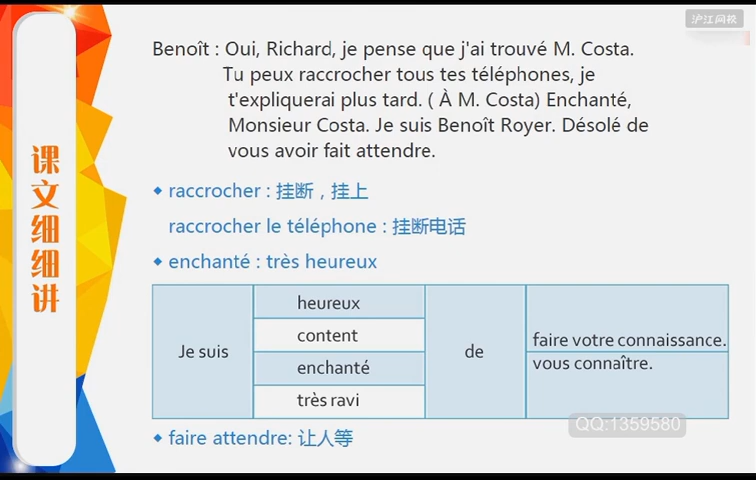 沪江网校
Benoît : Oui, Richard, je pense que j'ai trouvé M. Costa.
Tu peux raccrocher tous tes téléphones, je
t'expliquerai plus tard. ( À M. Costa) Enchanté,
Monsieur Costa. Je suis Benoît Royer. Désolé de
vous avoir fait attendre.
课文细细讲
◆ raccrocher : 挂断，挂上
raccrocher le téléphone : 挂断电话
◆ enchanté : très heureux
heureux
content
Je suis
de
faire votre connaissance.
vous connaître.
enchanté
très ravi
QQ:1359580
◆ faire attendre: 让人等